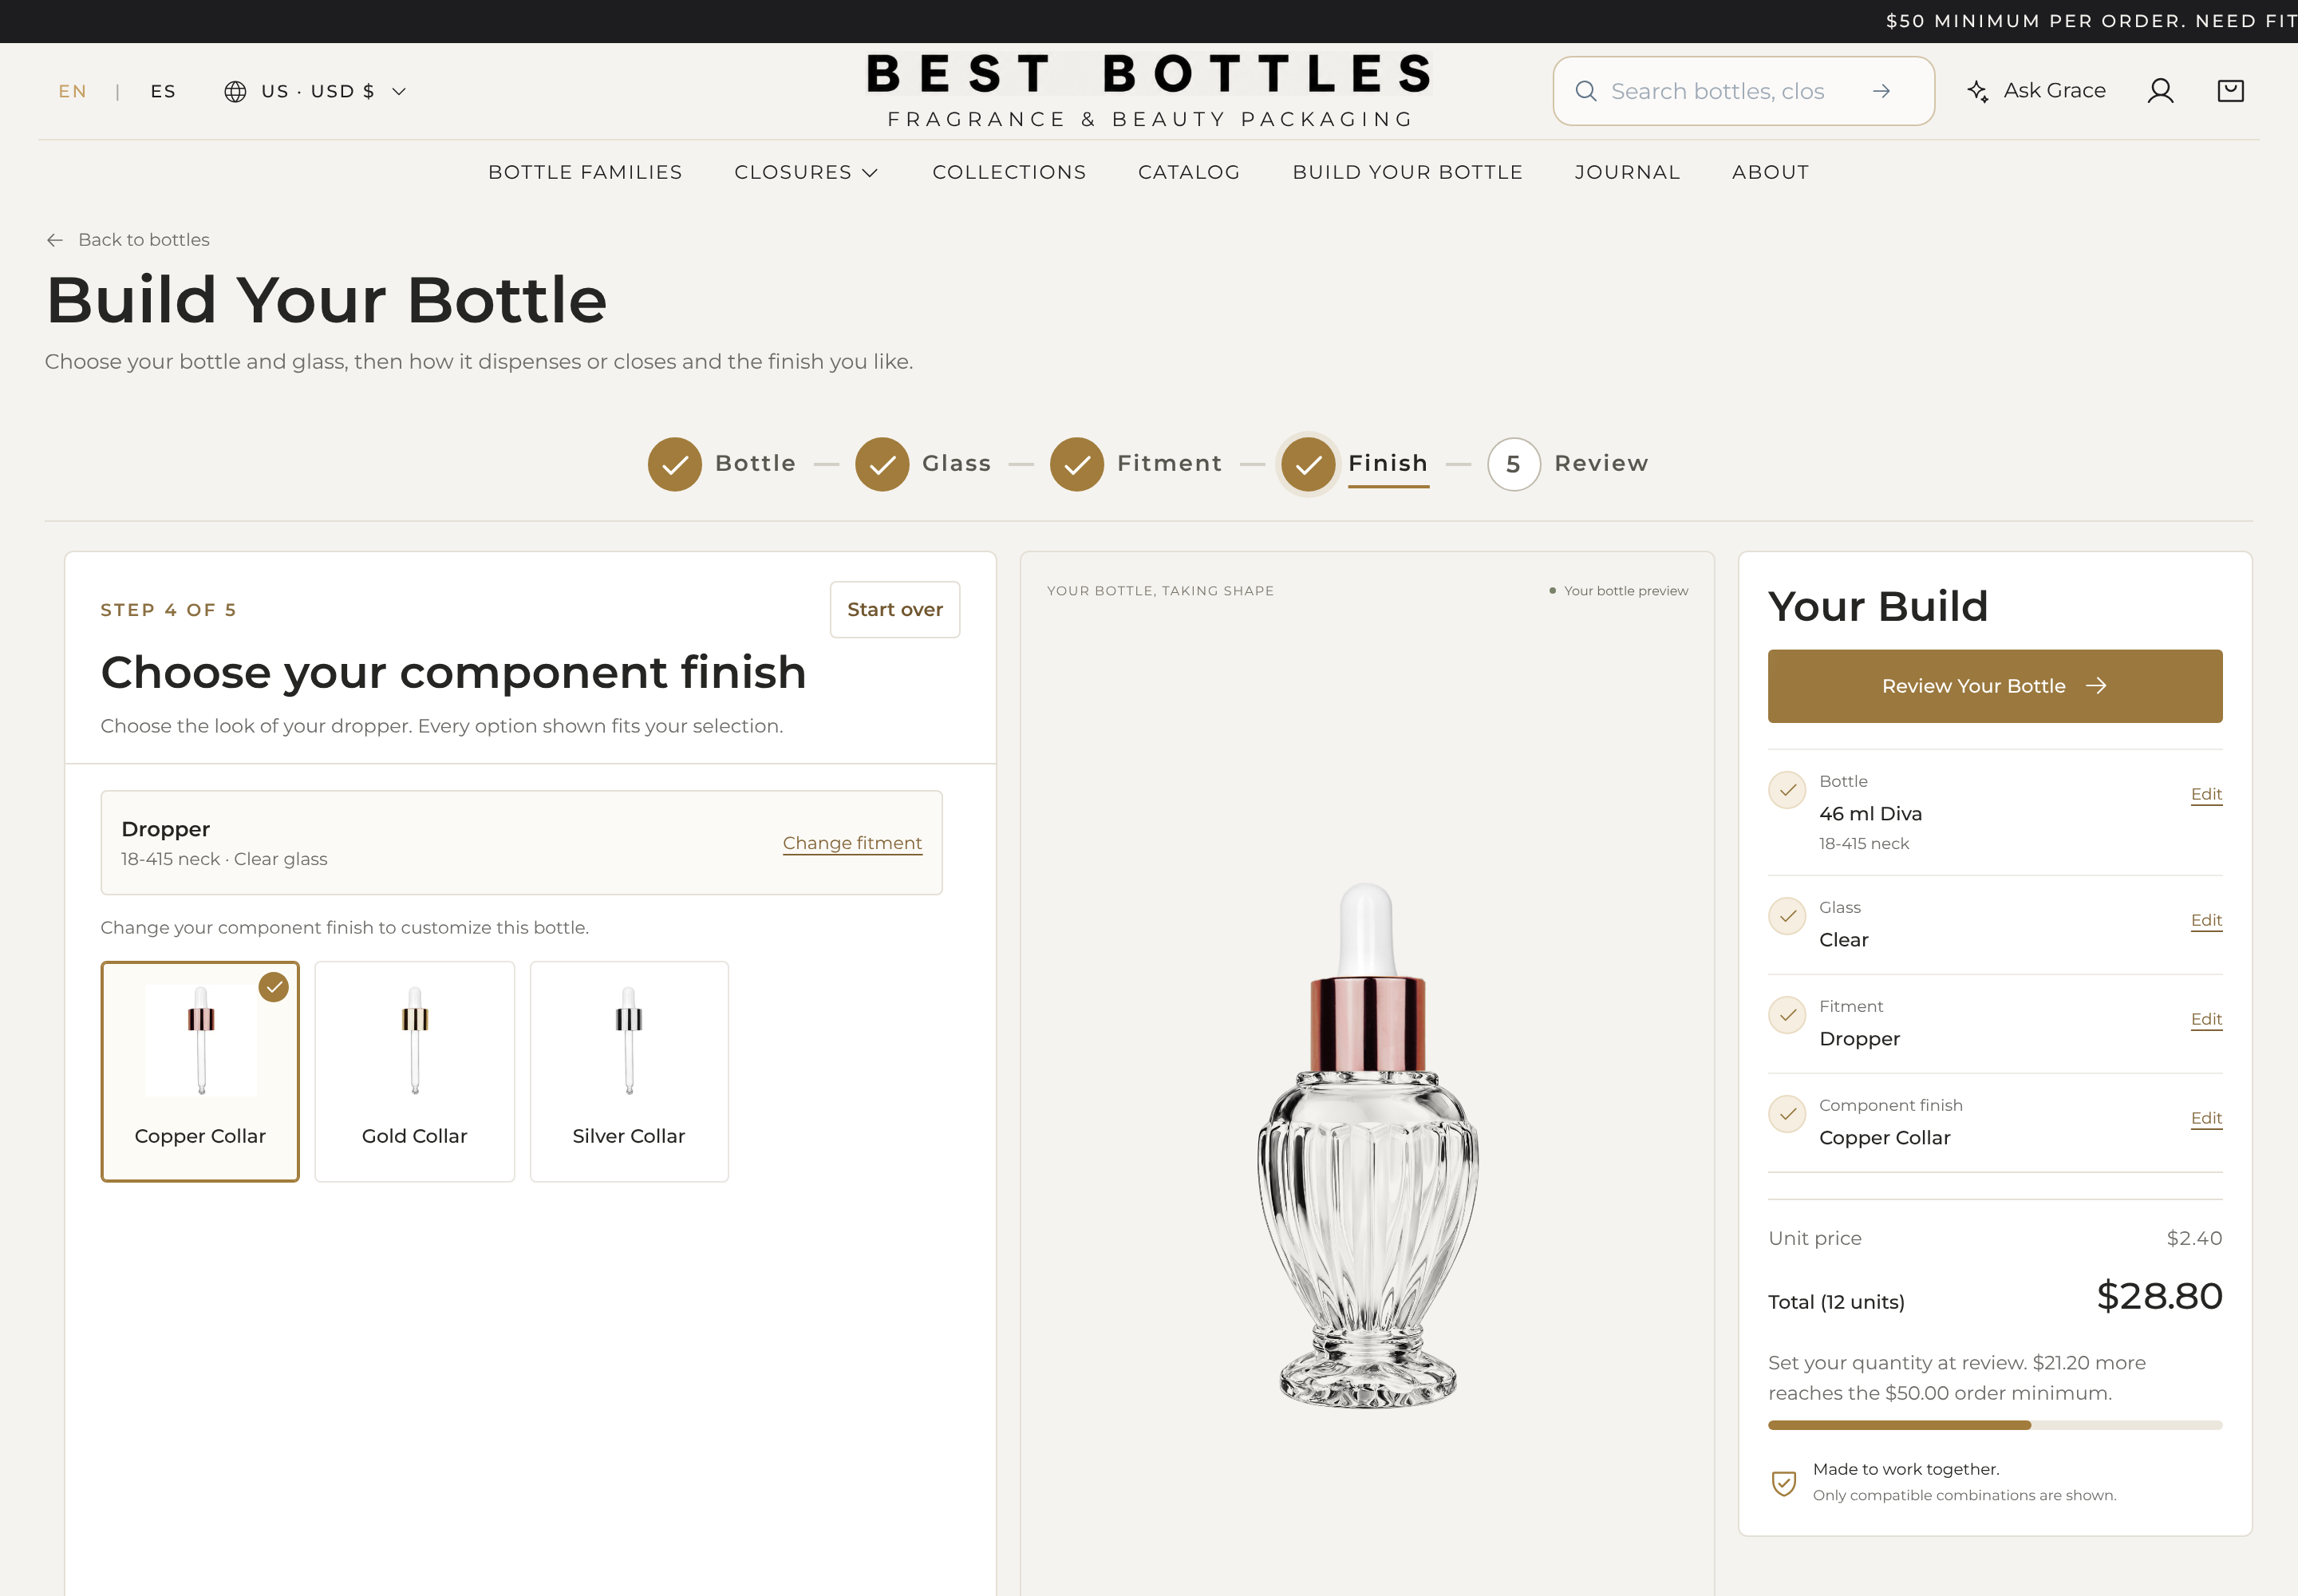 $50 MINIMUM PER ORDER. NEED FIT
EN | ES US · USD $
BEST BOTTLES
FRAGRANCE & BEAUTY PACKAGING
Search bottles, clos
Ask Grace
BOTTLE FAMILIES CLOSURES COLLECTIONS CATALOG BUILD YOUR BOTTLE JOURNAL ABOUT
Back to bottles
Build Your Bottle
Choose your bottle and glass, then how it dispenses or closes and the finish you like.
Bottle Glass Fitment Finish 5 Review
STEP 4 OF 5
Start over
Choose your component finish
Choose the look of your dropper. Every option shown fits your selection.
Dropper
18-415 neck · Clear glass
Change fitment
Change your component finish to customize this bottle.
Copper Collar
Gold Collar
Silver Collar
YOUR BOTTLE, TAKING SHAPE
Your bottle preview
Your Build
Review Your Bottle
Bottle
46 ml Diva
18-415 neck
Edit
Glass
Clear
Edit
Fitment
Dropper
Edit
Component finish
Copper Collar
Edit
Unit price $2.40
Total (12 units) $28.80
Set your quantity at review. $21.20 more
reaches the $50.00 order minimum.
Made to work together.
Only compatible combinations are shown.